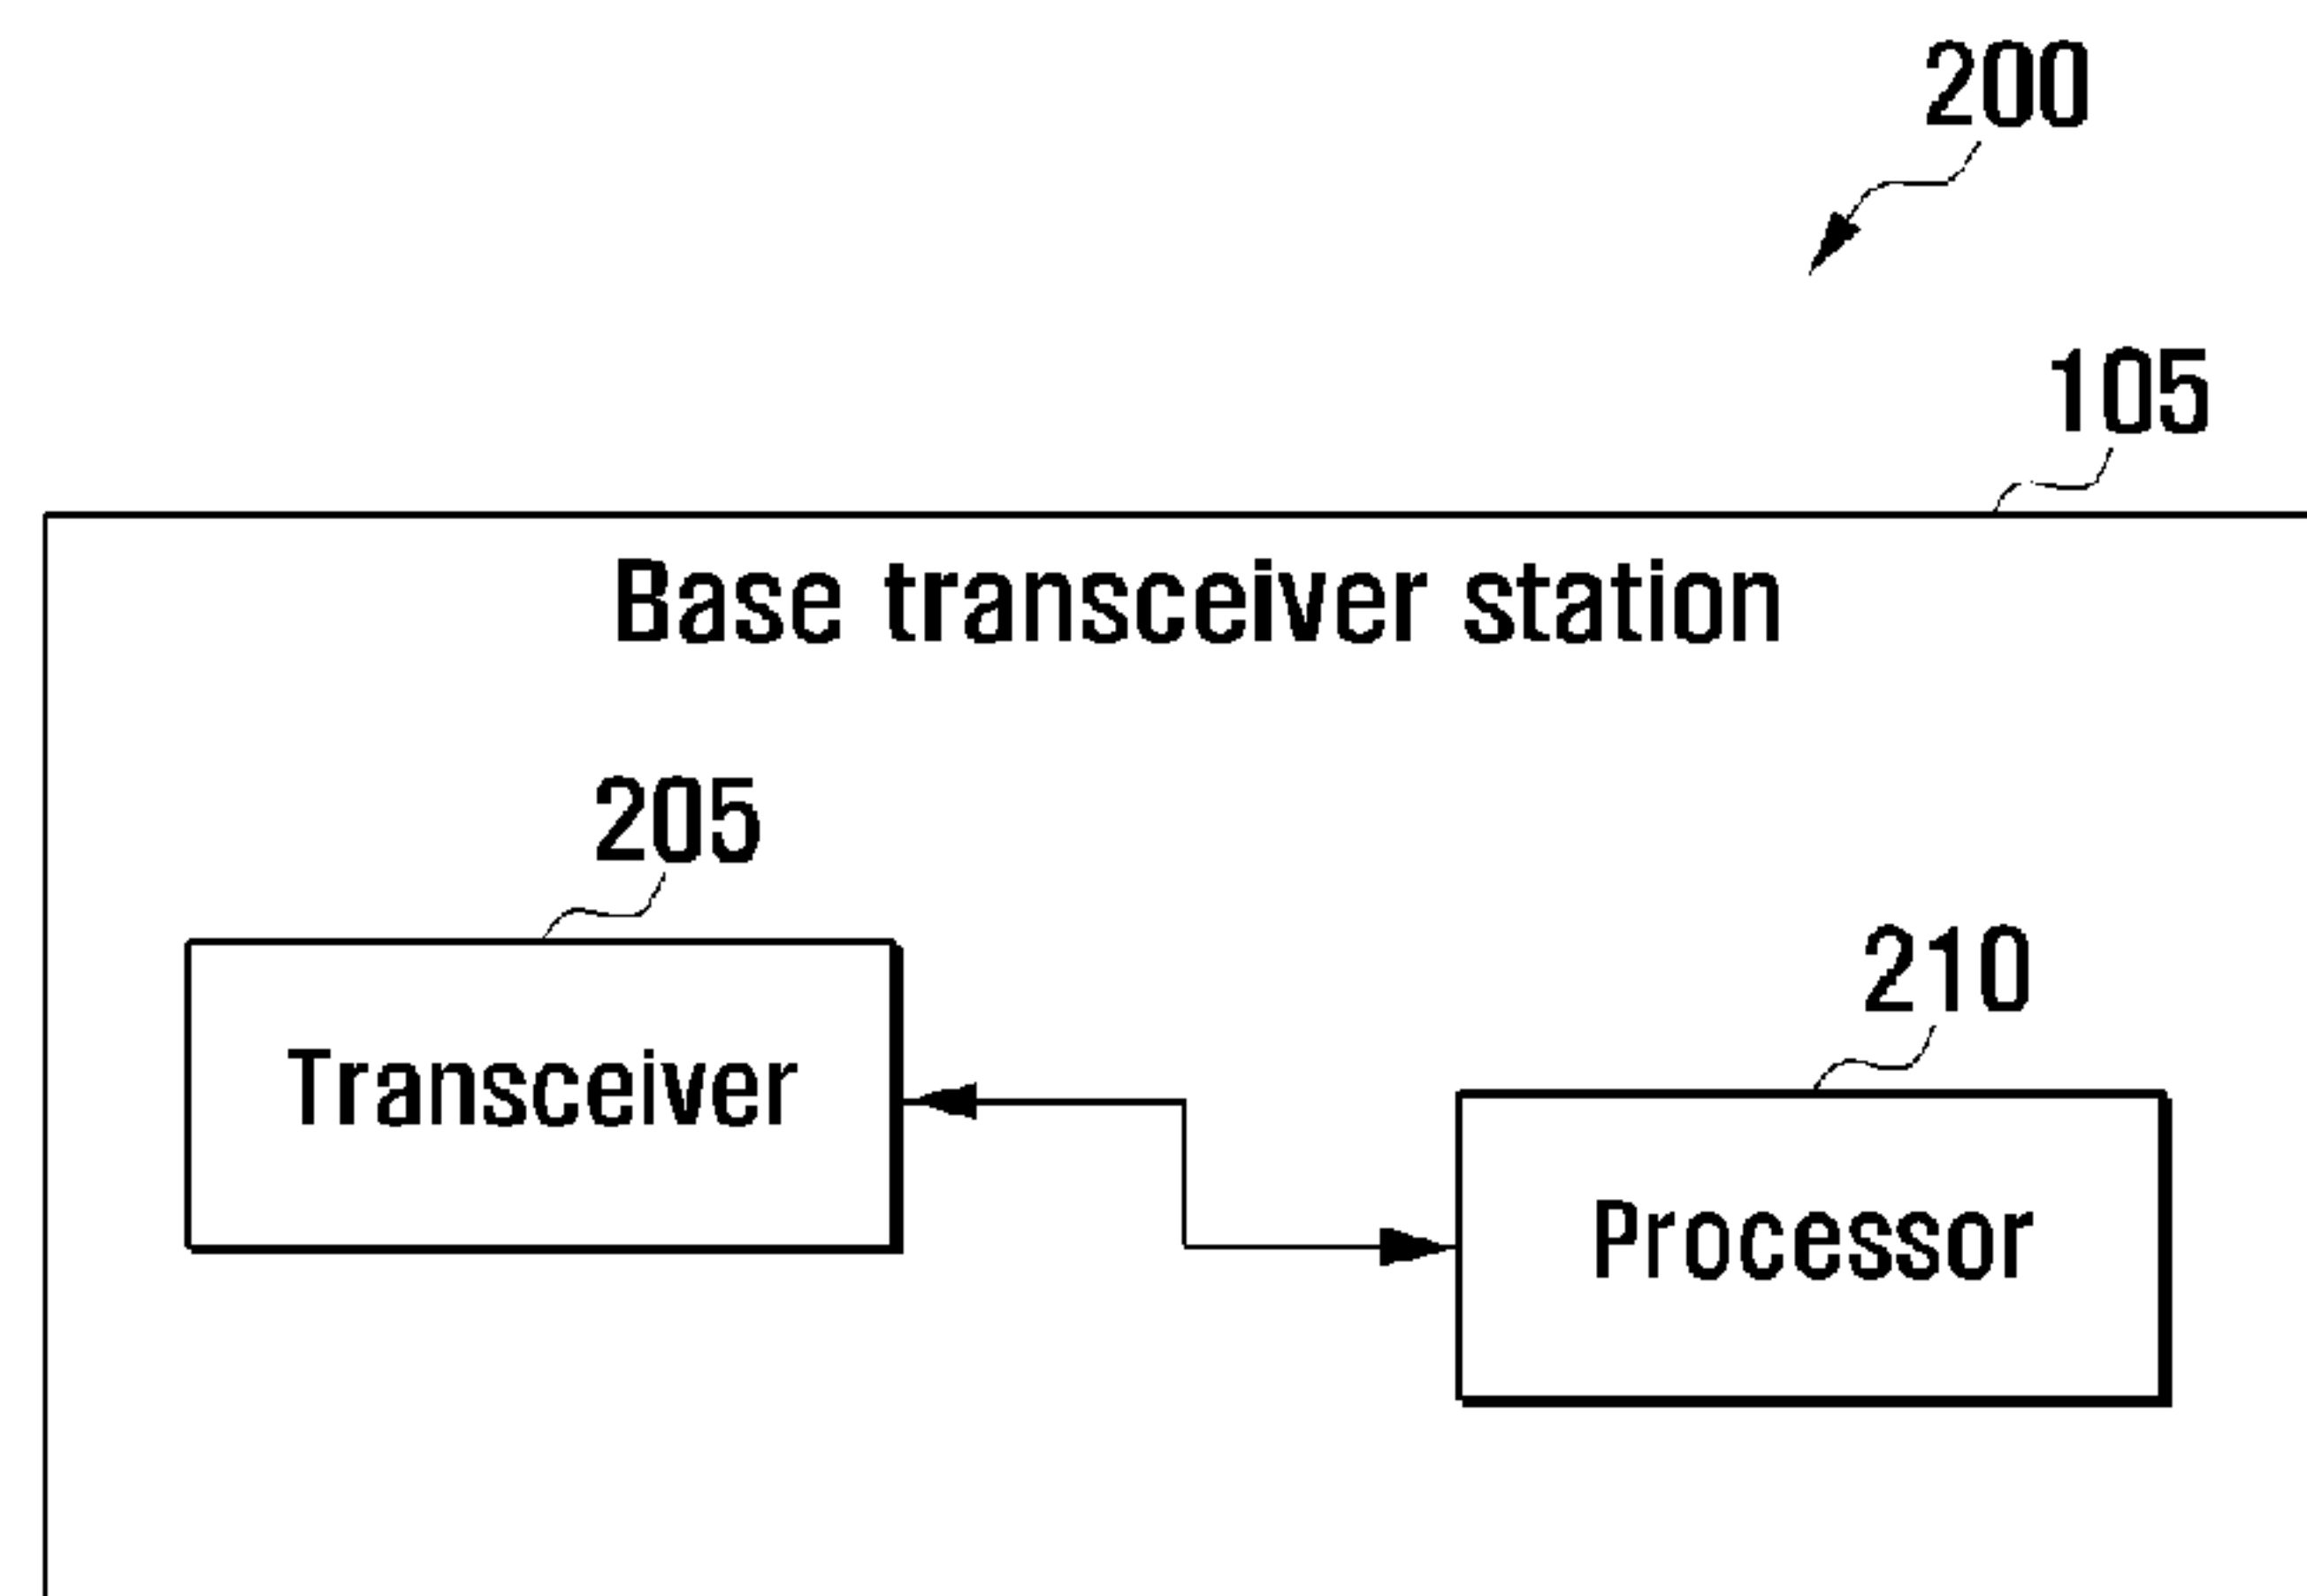 200
105
Base transceiver station
205
210
Transceiver
Processor